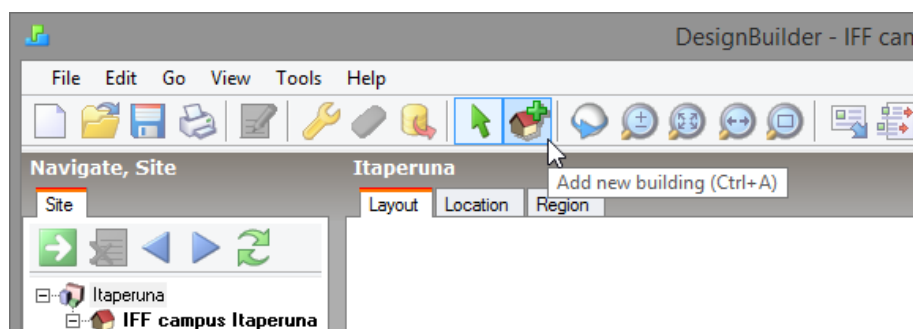 DesignBuilder - IFF can
File Edit Go View Tools Help
Navigate, Site
Itaperuna
Add new building (Ctrl+A)
Site
Layout Location Region
Itaperuna
IFF campus Itaperuna